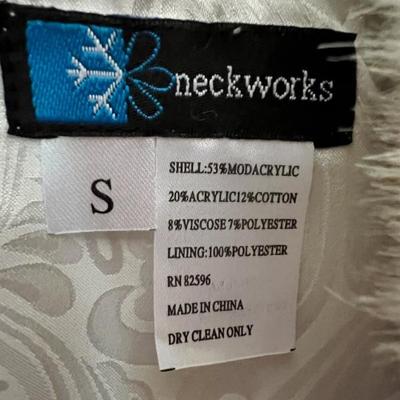 neckworks
S
SHELL:53%MODACRYLIC
20%ACRYLIC12%COTTON
8%VISCOSE 7%POLYESTER
LINING:100%POLYESTER
RN 82596
MADE IN CHINA
DRY CLEAN ONLY